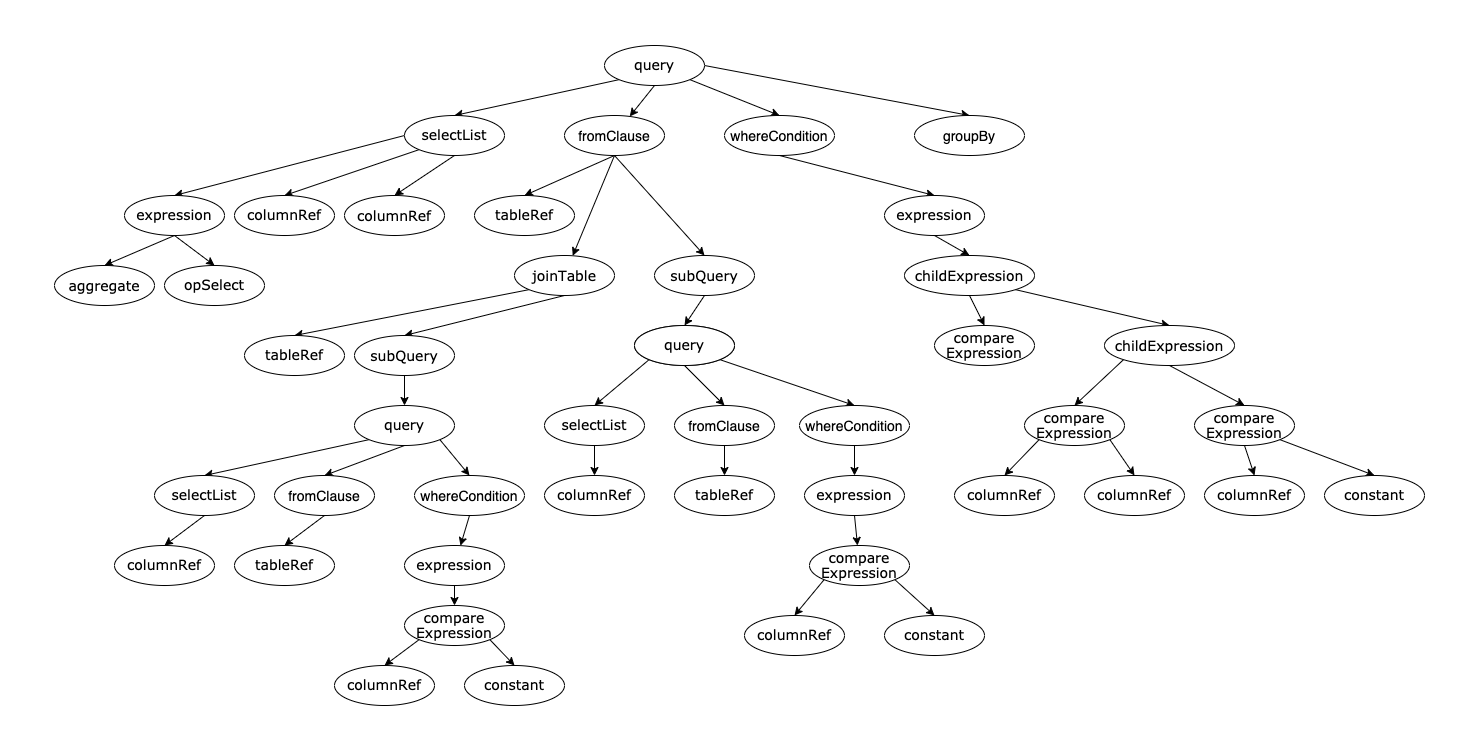 query
selectList
fromClause
whereCondition
groupBy
expression
columnRef
columnRef
tableRef
expression
aggregate
opSelect
joinTable
subQuery
childExpression
tableRef
subQuery
query
compare
Expression
childExpression
query
selectList
fromClause
whereCondition
compare
Expression
compare
Expression
selectList
fromClause
whereCondition
columnRef
tableRef
expression
columnRef
columnRef
columnRef
constant
columnRef
tableRef
expression
compare
Expression
compare
Expression
columnRef
constant
columnRef
constant